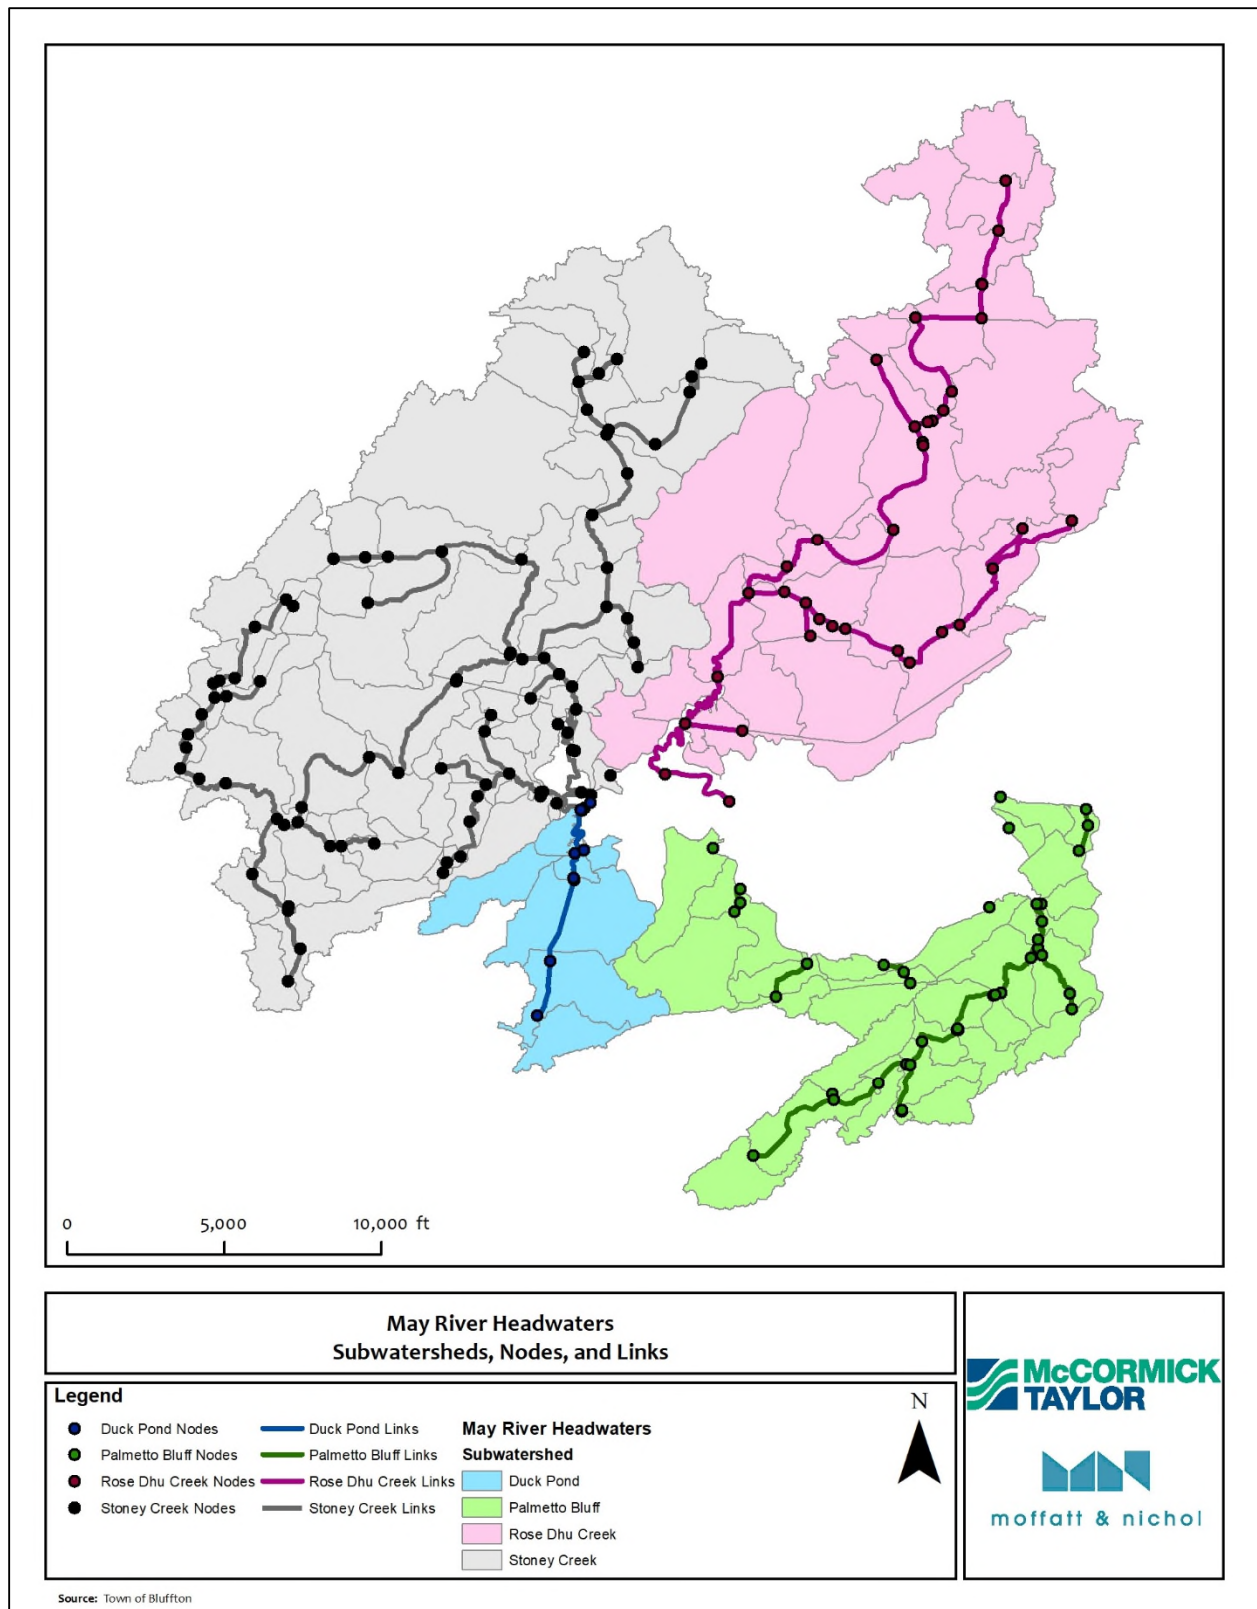 0 5,000 10,000 ft
May River Headwaters
Subwatersheds, Nodes, and Links
Legend
Duck Pond Nodes Duck Pond Links
Palmetto Bluff Nodes Palmetto Bluff Links
Rose Dhu Creek Nodes Rose Dhu Creek Links
Stoney Creek Nodes Stoney Creek Links
May River Headwaters
Subwatershed
Duck Pond
Palmetto Bluff
Rose Dhu Creek
Stoney Creek
N
McCORMICK
TAYLOR
moffatt & nichol
Source: Town of Bluffton